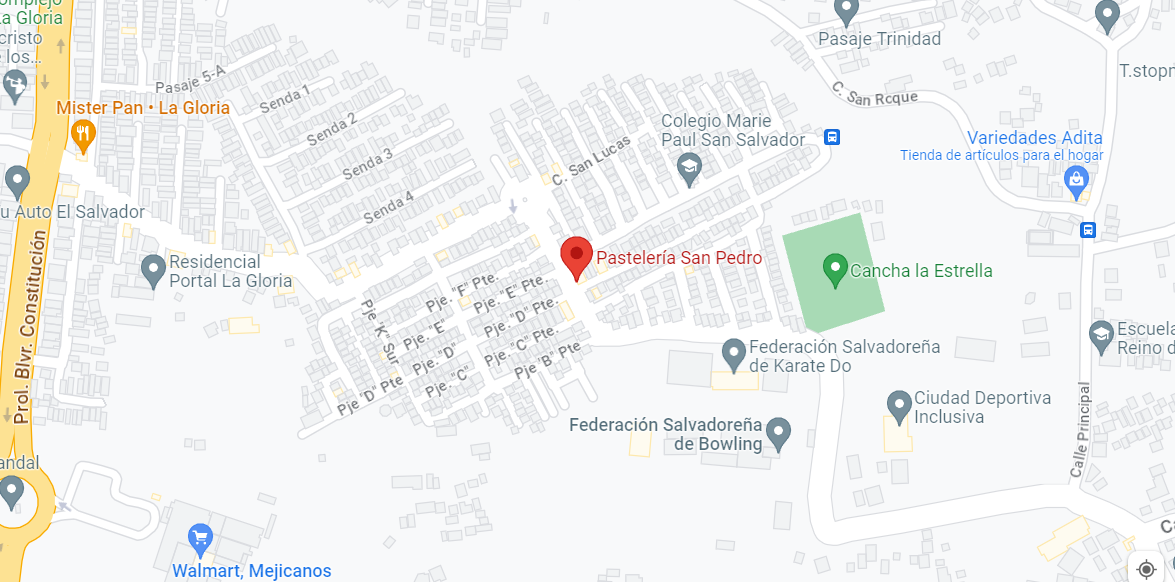 La Gloria
cristo
los...
Pasaje 5-A
Senda 1
Mister Pan • La Gloria
Senda 2
Senda 3
Senda 4
Pasaje Trinidad
C. San Rcque
T.stopn
Colegio Marie
Paul San Salvador
C. San Lucas
Variedades Adita
Tienda de artículos para el hogar
u Auto El Salvador
Prol. Blvr. Constitución
Residencial
Portal La Gloria
Pastelería San Pedro
Cancha la Estrella
Pje. "F" Pte.
Pje. "E" Pte.
Pje. "E"
Pje. "D" Pte.
Pje. "D"
Pje. "C" Pte.
Pje. "C"
Pje "B" Pte
Pje "K" Sur
Pje "D" Pte
Federación Salvadoreña
de Karate Do
Escuela
Reino d
Ciudad Deportiva
Inclusiva
Federación Salvadoreña
de Bowling
Calle Principal
andal
Walmart, Mejicanos